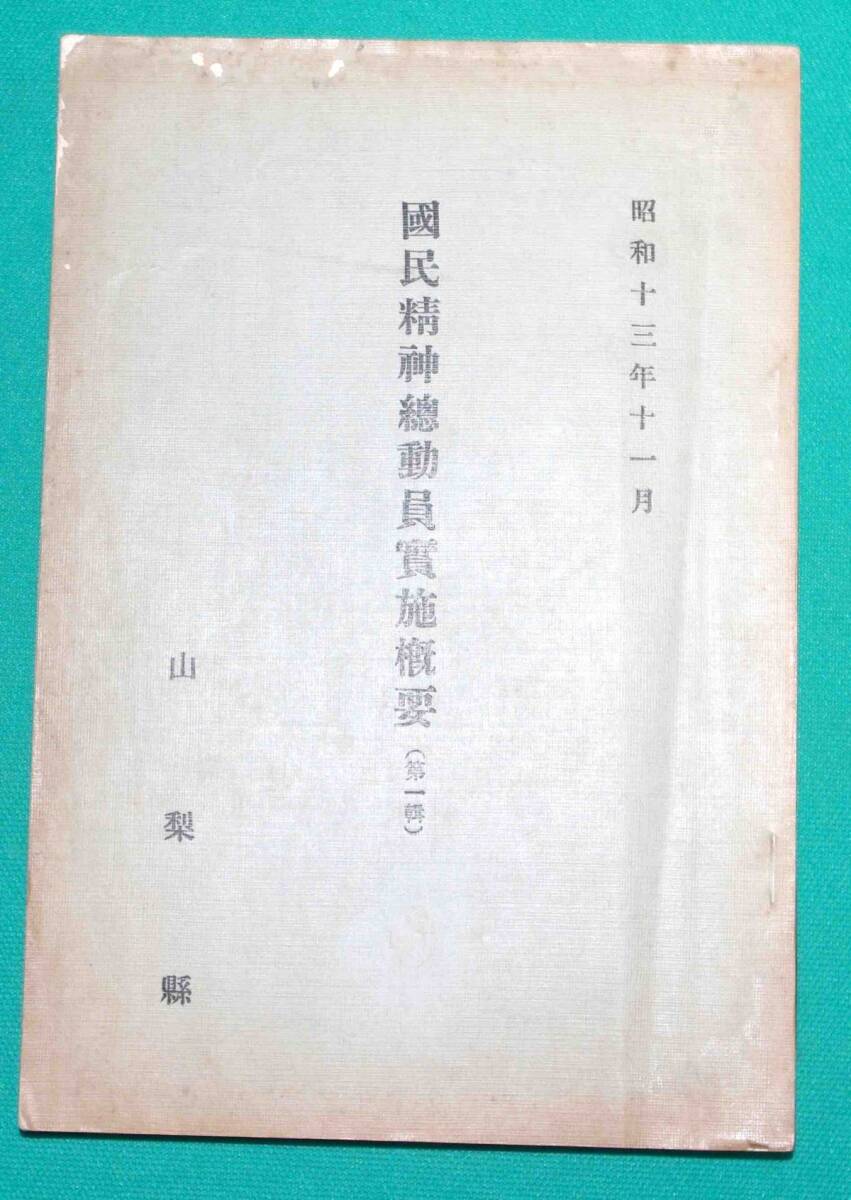 昭和十三年十一月
國民精神總動員實施概要（第一輯）
山梨縣